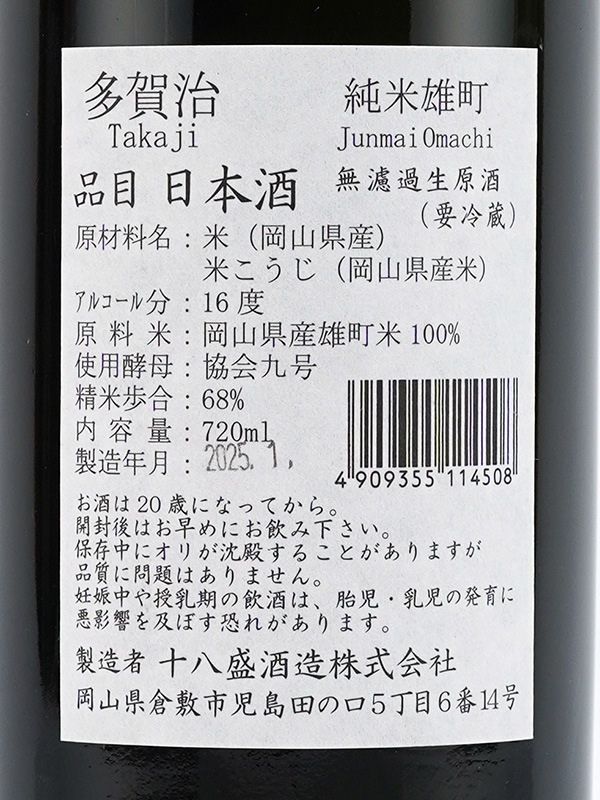 多賀治 純米雄町
Takaji Junmai Omachi
品目 日本酒 無濾過生原酒
(要冷蔵)
原材料名：米（岡山県産）
米こうじ（岡山県産米）
アルコール分：16度
原料米：岡山県産雄町米100%
使用酵母：協会九号
精米歩合：68%
内容量：720ml
製造年月：2025.1.
4 909355 114508
お酒は20歳になってから。
開封後はお早めにお飲み下さい。
保存中にオリが沈殿することがありますが
品質に問題はありません。
妊娠中や授乳期の飲酒は、胎児・乳児の発育に
悪影響を及ぼす恐れがあります。
製造者 十八盛酒造株式会社
岡山県倉敷市児島田の口5丁目6番14号